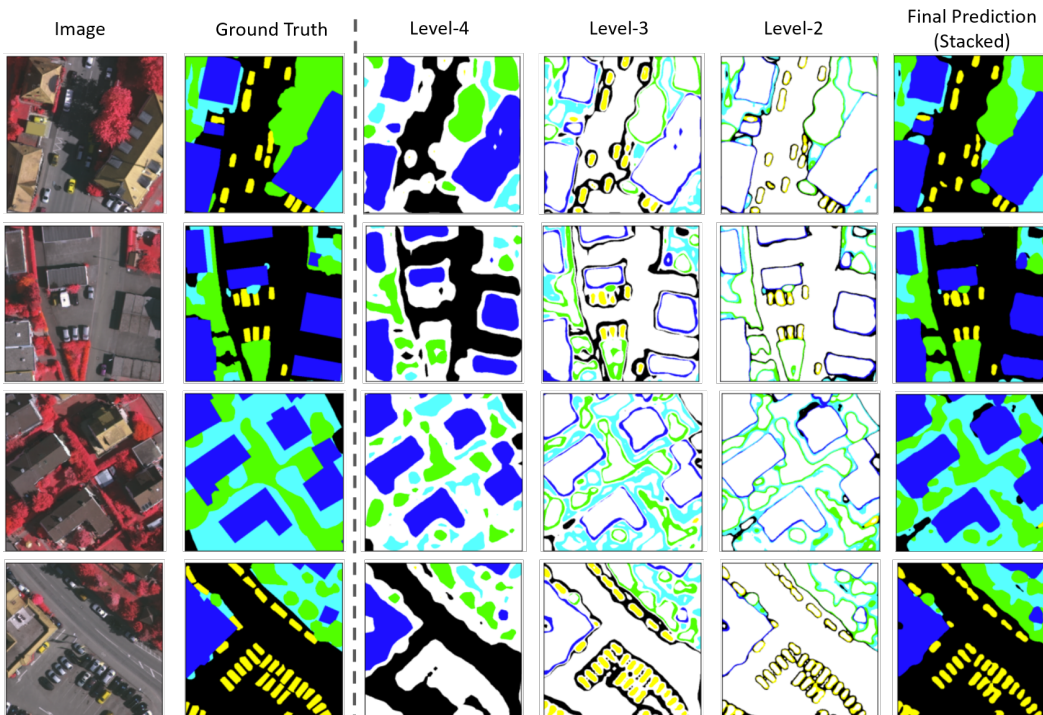 Image
Ground Truth
Level-4
Level-3
Level-2
Final Prediction
(Stacked)